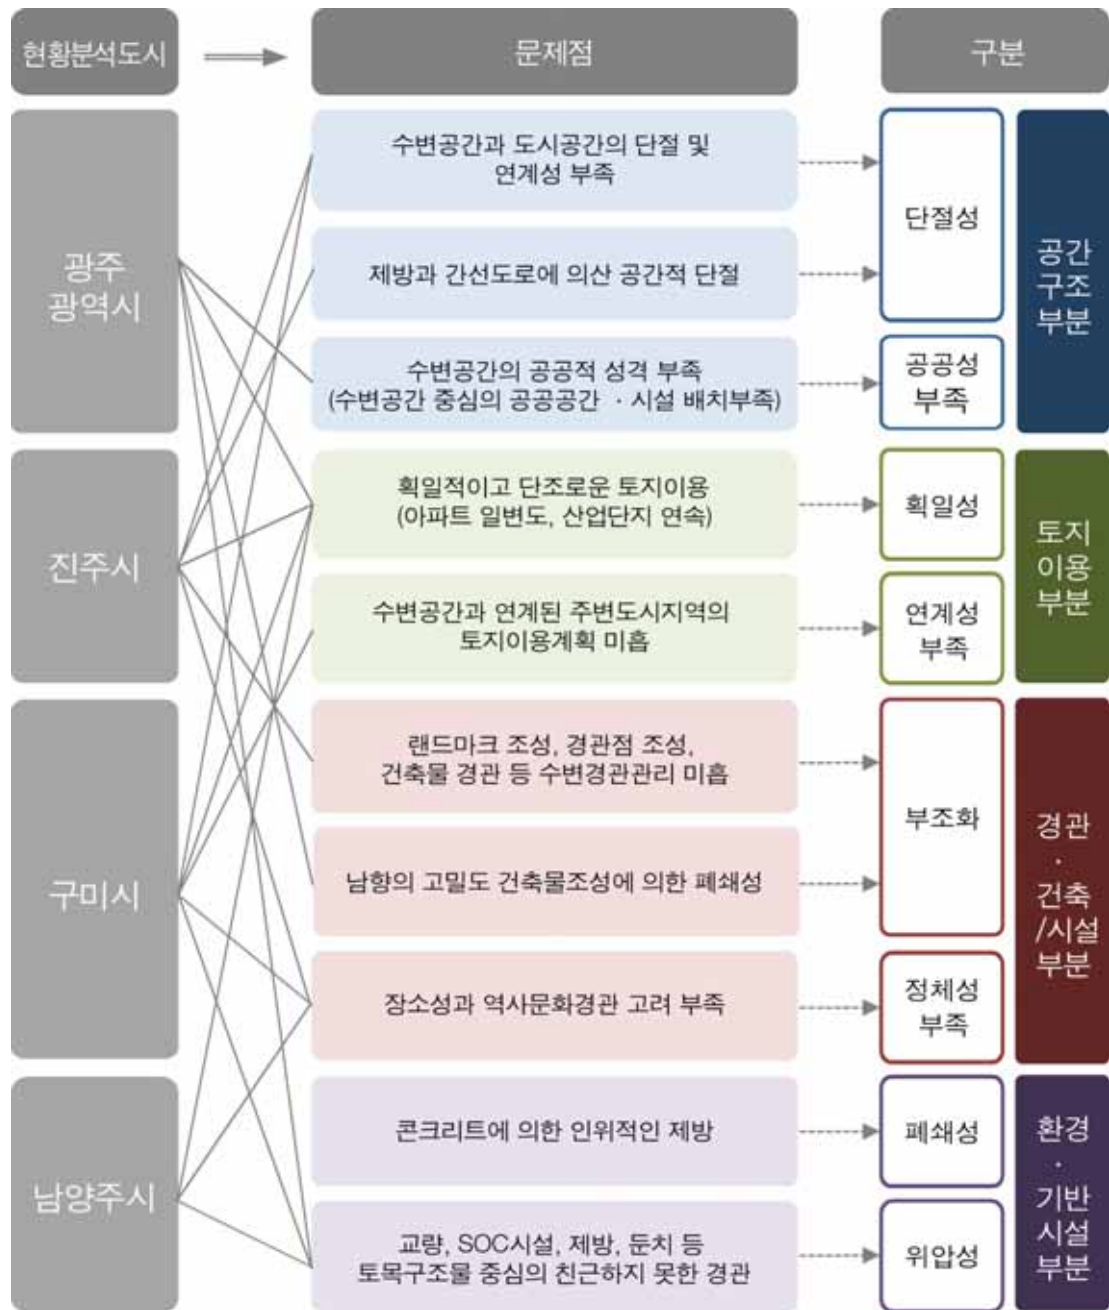 현황분석도시
문제점
구분
광주
광역시
진주시
구미시
남양주시
수변공간과 도시공간의 단절 및
연계성 부족
제방과 간선도로에 의산 공간적 단절
수변공간의 공공적 성격 부족
(수변공간 중심의 공공공간 · 시설 배치부족)
획일적이고 단조로운 토지이용
(아파트 일변도, 산업단지 연속)
수변공간과 연계된 주변도시지역의
토지이용계획 미흡
랜드마크 조성, 경관점 조성,
건축물 경관 등 수변경관관리 미흡
남향의 고밀도 건축물조성에 의한 폐쇄성
장소성과 역사문화경관 고려 부족
콘크리트에 의한 인위적인 제방
교량, SOC시설, 제방, 둔치 등
토목구조물 중심의 친근하지 못한 경관
단절성
공공성
부족
획일성
연계성
부족
부조화
정체성
부족
폐쇄성
위압성
공간
구조
부분
토지
이용
부분
경관
·
건축
/시설
부분
환경
·
기반
시설
부분